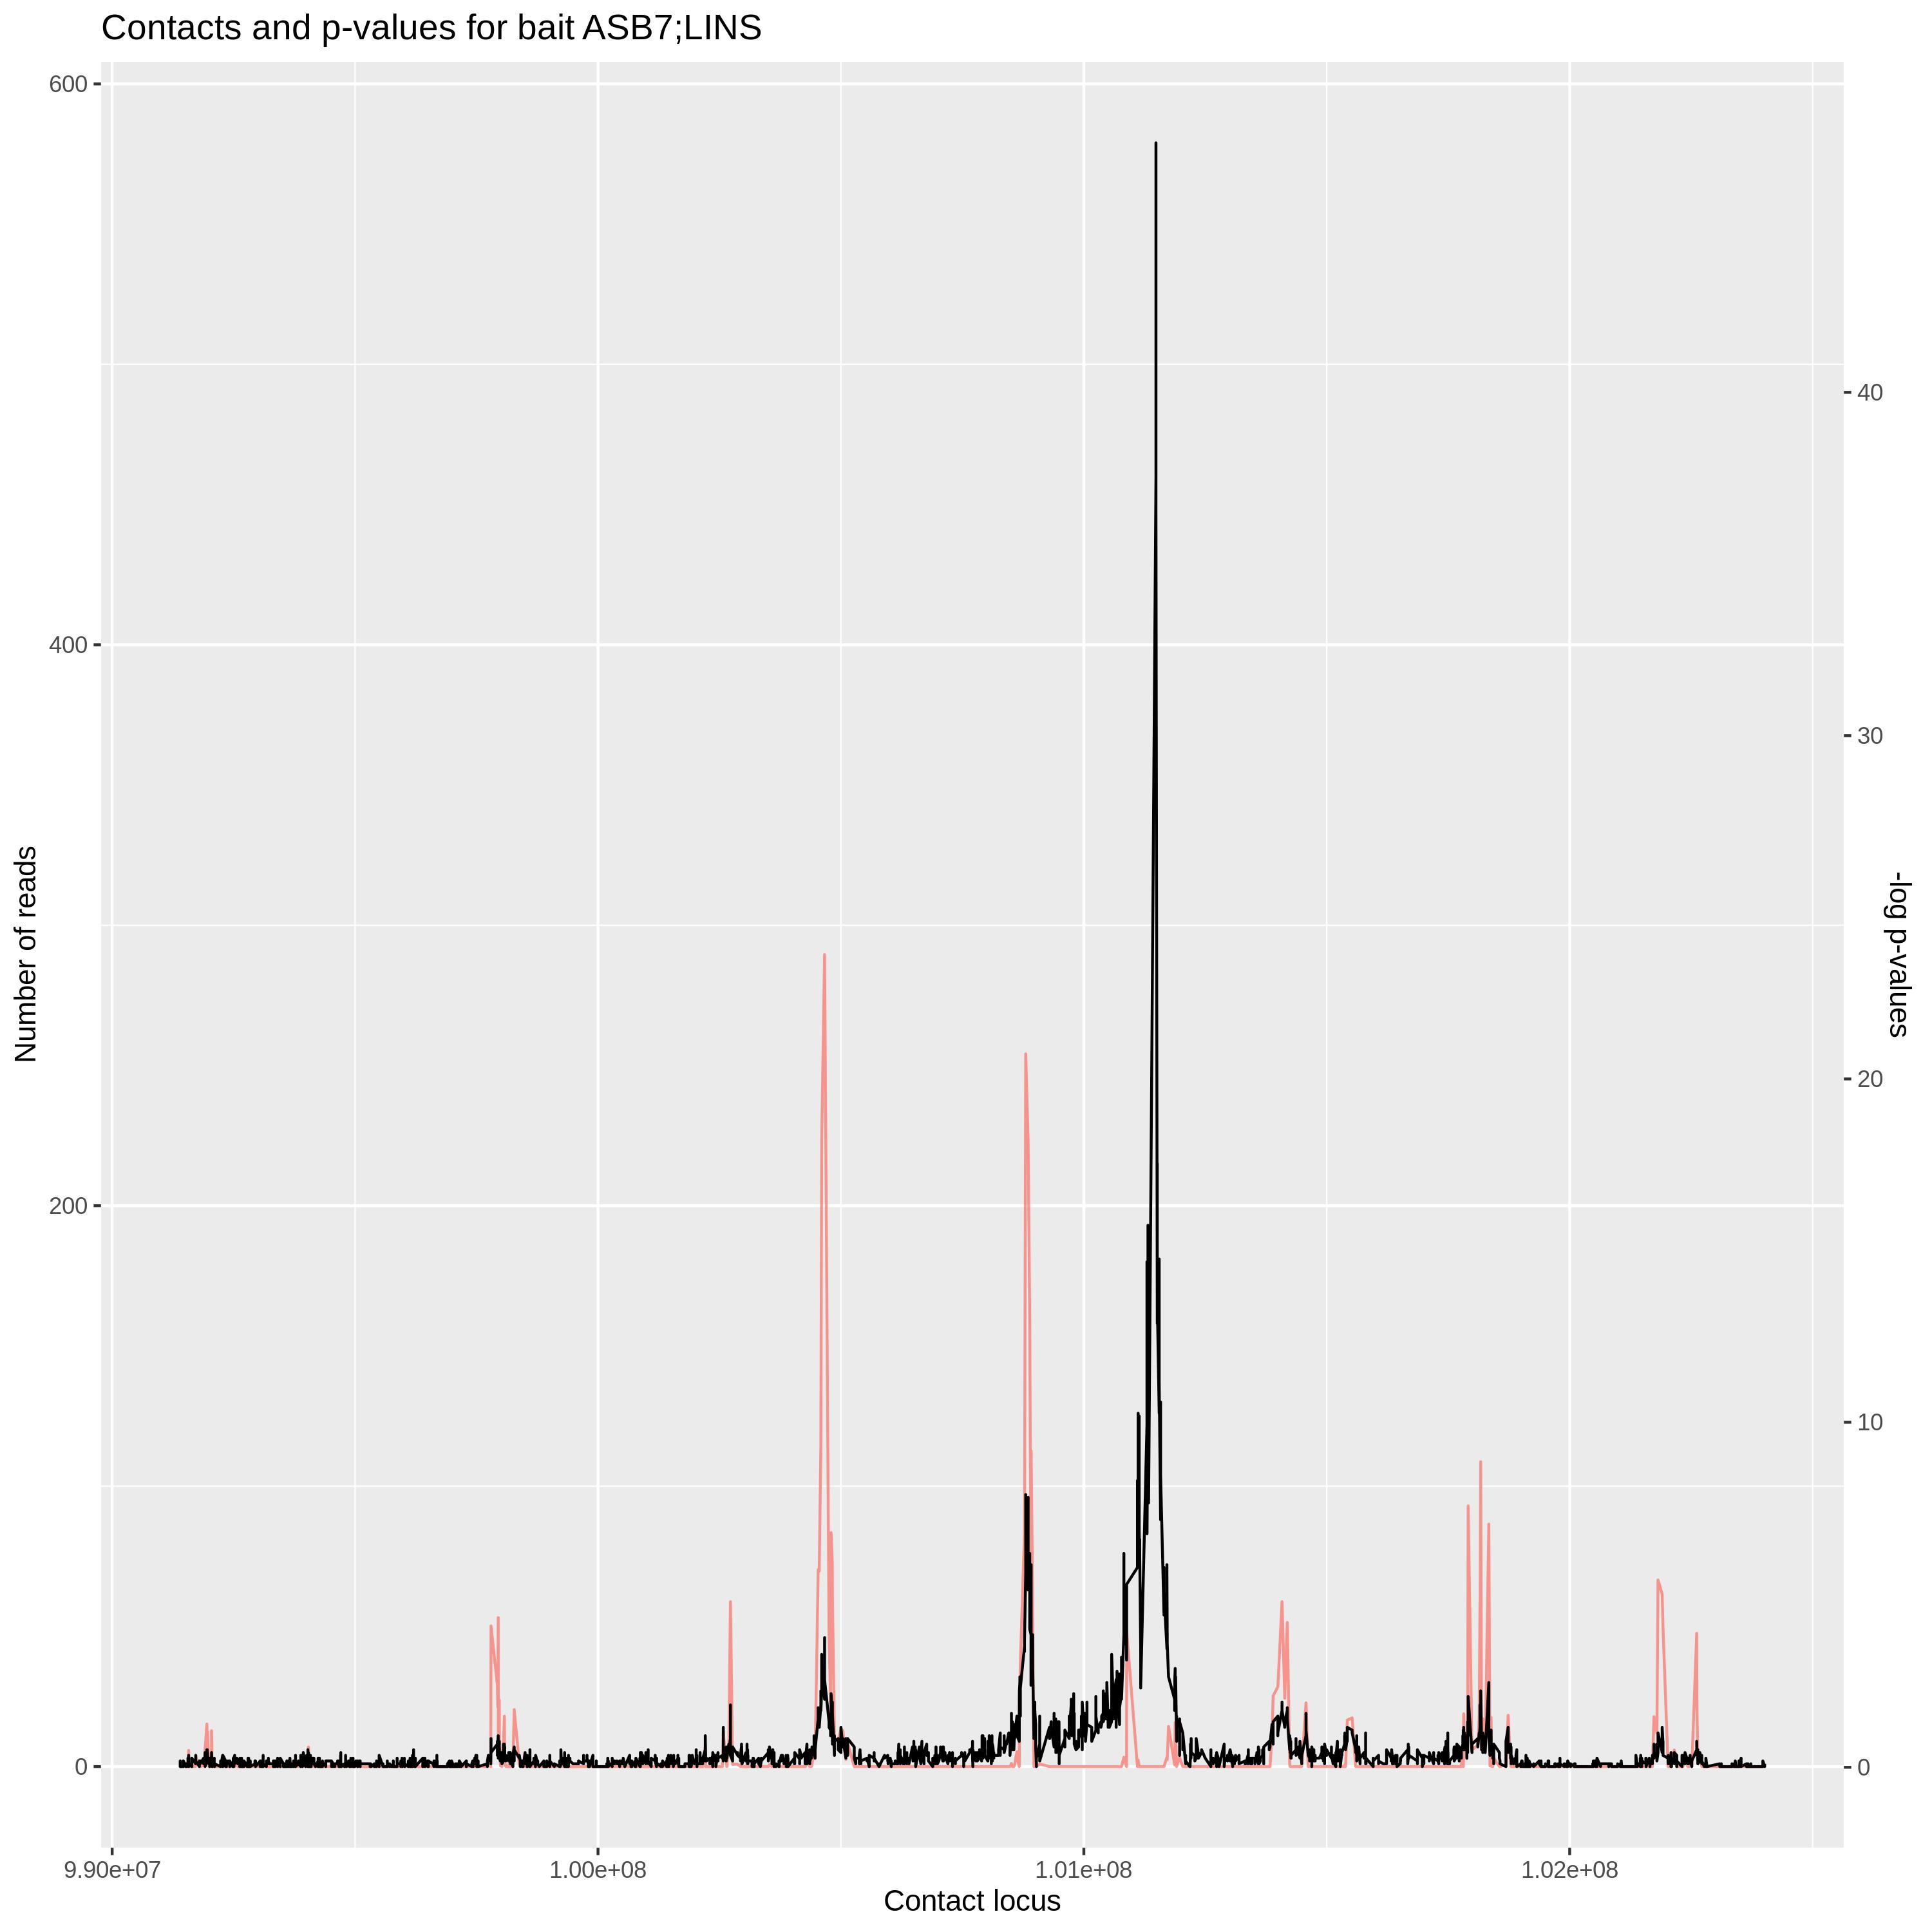 Contacts and p-values for bait ASB7;LINS
600
400
200
0
Number of reads
40
30
20
10
0
-log p-values
9.90e+07
1.00e+08
1.01e+08
1.02e+08
Contact locus